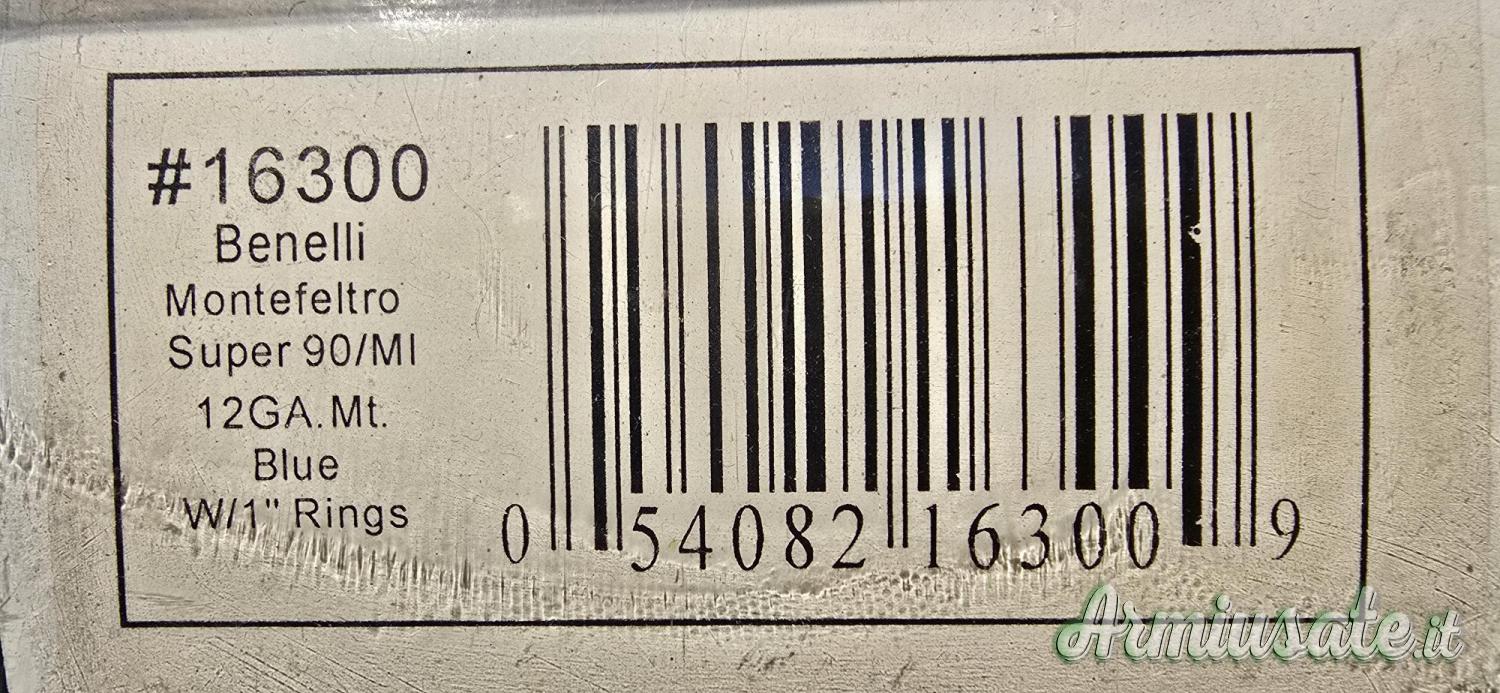 #16300
Benelli
Montefeltro
Super 90/MI
12GA.Mt.
Blue
W/1" Rings
0 54082 16300 9
Armiusate.it